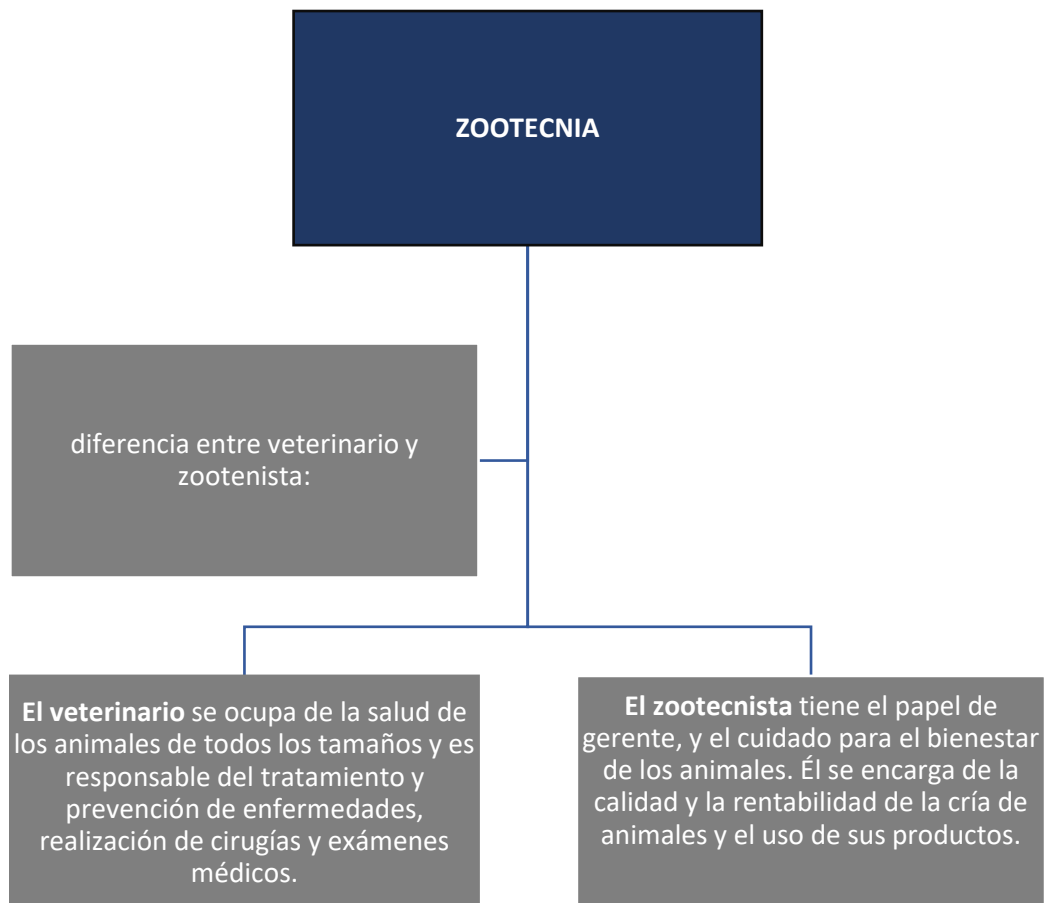 ZOOTECNIA
diferencia entre veterinario y
zootenista:
El veterinario se ocupa de la salud de
los animales de todos los tamaños y es
responsable del tratamiento y
prevención de enfermedades,
realización de cirugías y exámenes
médicos.
El zootecnista tiene el papel de
gerente, y el cuidado para el bienestar
de los animales. Él se encarga de la
calidad y la rentabilidad de la cría de
animales y el uso de sus productos.